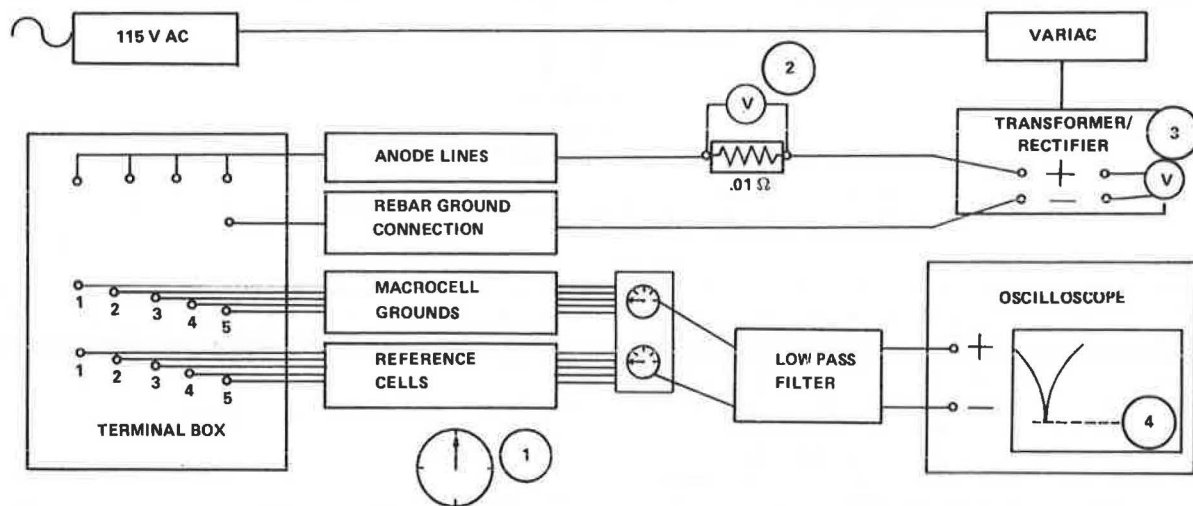 115 V AC
VARIAC
2
V
.01 Ω
TRANSFORMER/
RECTIFIER
3
+
V
—
ANODE LINES
REBAR GROUND
CONNECTION
MACROCELL
GROUNDS
1
2
3
4
5
REFERENCE
CELLS
1
2
3
4
5
TERMINAL BOX
1
LOW PASS
FILTER
OSCILLOSCOPE
+
—
4